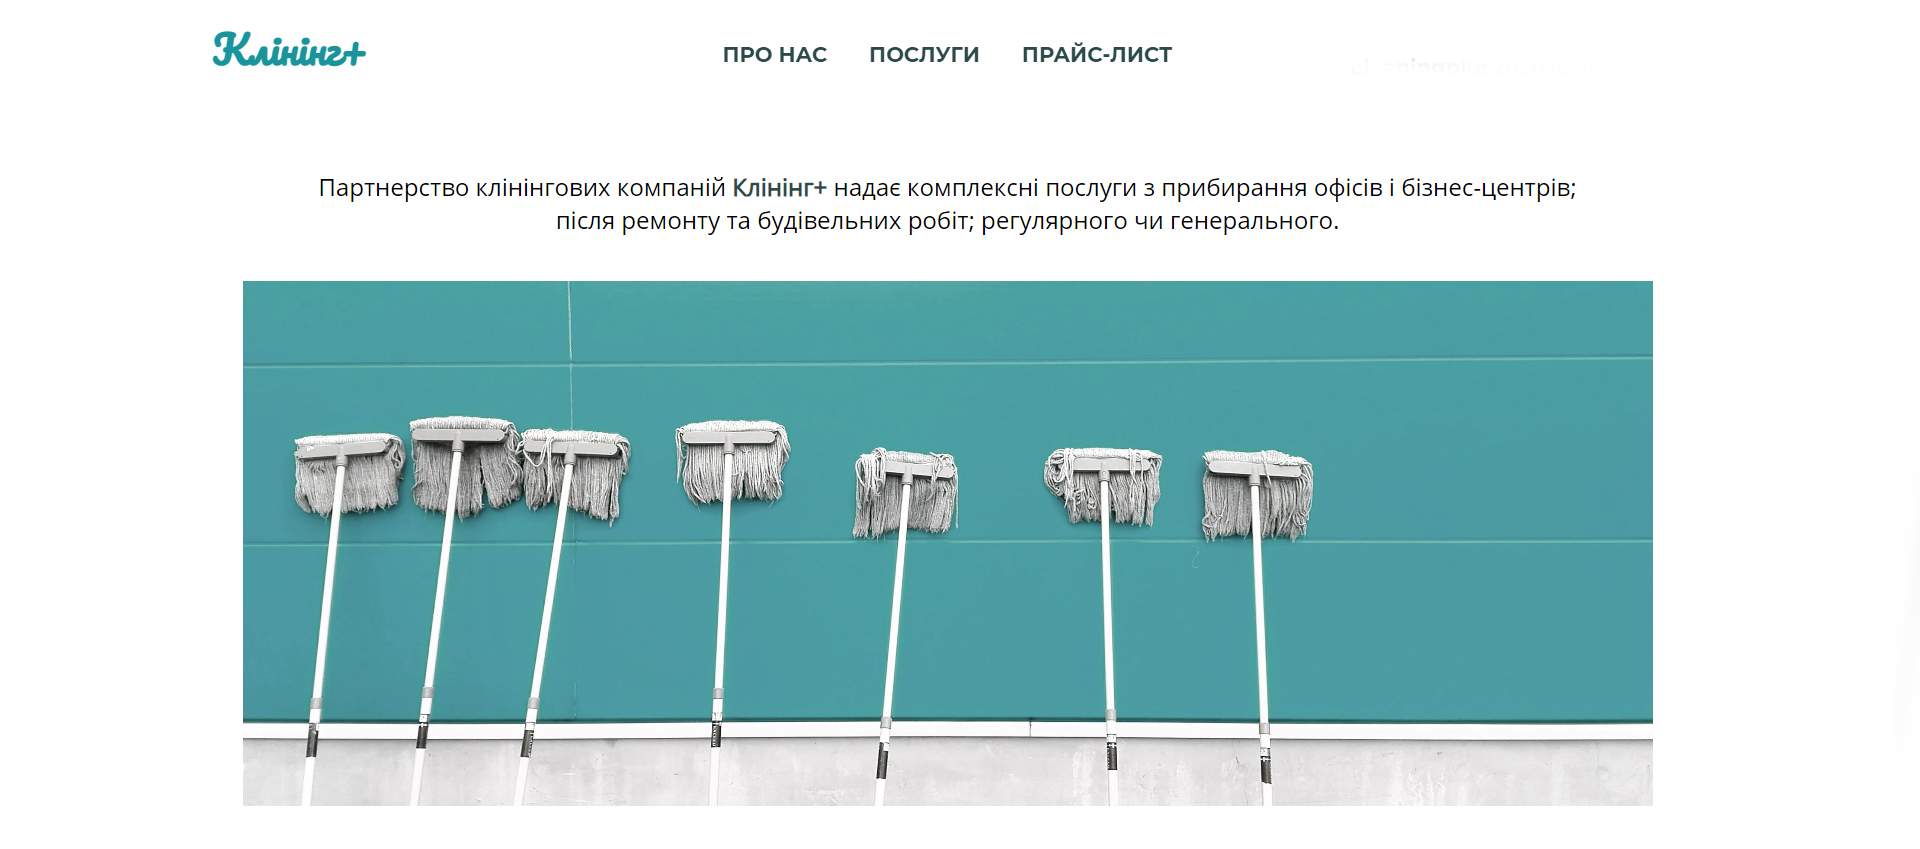 Клінінг+
ПРО НАС ПОСЛУГИ ПРАЙС-ЛИСТ
Партнерство клінінгових компаній Клінінг+ надає комплексні послуги з прибирання офісів і бізнес-центрів;
після ремонту та будівельних робіт; регулярного чи генерального.